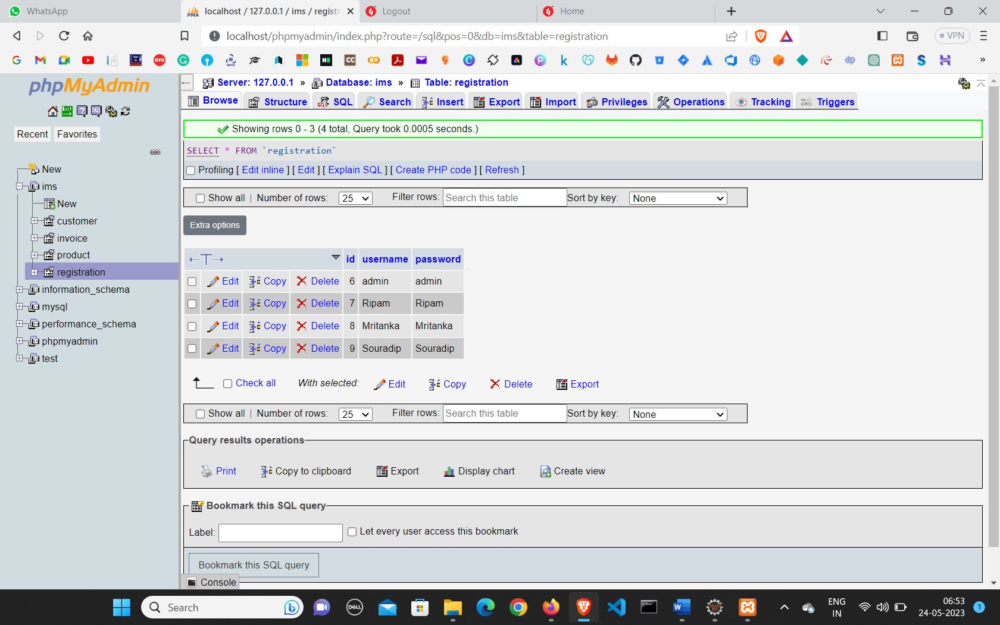 WhatsApp
localhost / 127.0.0.1 / ims / registr
Logout
Home
localhost/phpmyadmin/index.php?route=/sql&pos=0&db=ims&table=registration
VPN
phpMyAdmin
Recent
Favorites
New
ims
New
customer
invoice
product
registration
information_schema
mysql
performance_schema
phpmyadmin
test
Server: 127.0.0.1 » Database: ims » Table: registration
Browse Structure SQL Search Insert Export Import Privileges Operations Tracking Triggers
Showing rows 0 - 3 (4 total, Query took 0.0005 seconds.)
SELECT * FROM `registration`
Profiling [ Edit inline ] [ Edit ] [ Explain SQL ] [ Create PHP code ] [ Refresh ]
Show all | Number of rows: 25 Filter rows: Search this table Sort by key: None
Extra options
id username password
Edit Copy Delete 6 admin admin
Edit Copy Delete 7 Ripam Ripam
Edit Copy Delete 8 Mritanka Mritanka
Edit Copy Delete 9 Souradip Souradip
Check all With selected: Edit Copy Delete Export
Show all | Number of rows: 25 Filter rows: Search this table Sort by key: None
Query results operations
Print Copy to clipboard Export Display chart Create view
Bookmark this SQL query
Label: Let every user access this bookmark
Bookmark this SQL query
Console
Search
ENG
IN
06:53
24-05-2023
1